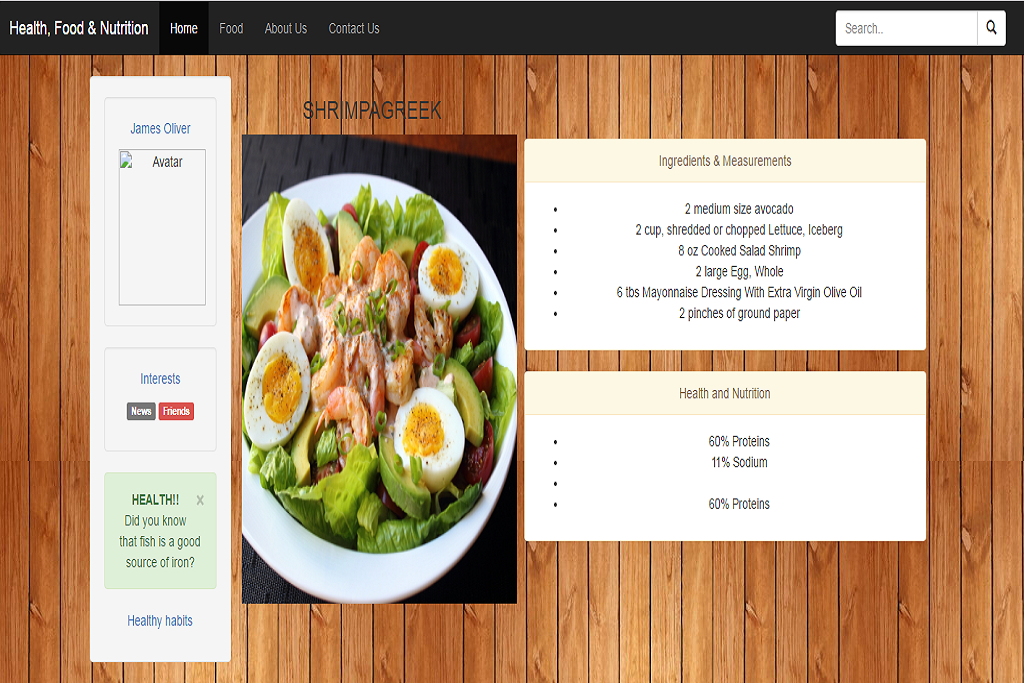 Health, Food & Nutrition Home Food About Us Contact Us Search..
James Oliver
Avatar
Interests
News Friends
HEALTH!! ×
Did you know
that fish is a good
source of iron?
Healthy habits
SHRIMPAGREEK
Ingredients & Measurements
2 medium size avocado
2 cup, shredded or chopped Lettuce, Iceberg
8 oz Cooked Salad Shrimp
2 large Egg, Whole
6 tbs Mayonnaise Dressing With Extra Virgin Olive Oil
2 pinches of ground paper
Health and Nutrition
60% Proteins
11% Sodium
60% Proteins